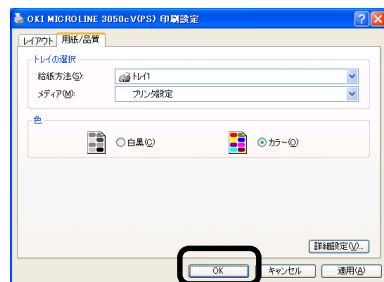 OKI MICROLINE 3050cV(PS) 印刷設定
レイアウト 用紙/品質
トレイの選択
給紙方法(S): トレイ1
メディア(M): プリンタ設定
色
白黒(C) カラー(O)
詳細設定(V)...
OK キャンセル 適用(A)